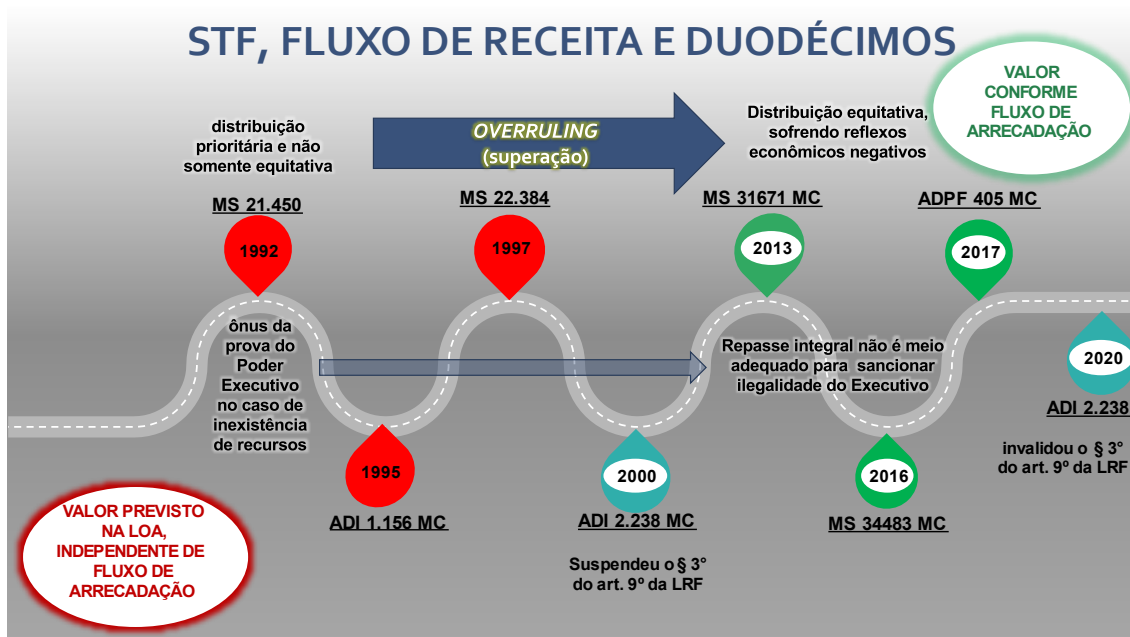 STF, FLUXO DE RECEITA E DUODÉCIMOS
VALOR
CONFORME
FLUXO DE
ARRECADAÇÃO
distribuição
prioritária e não
somente equitativa
OVERRULING
(superação)
Distribuição equitativa,
sofrendo reflexos
econômicos negativos
MS 21.450
MS 22.384
MS 31671 MC
ADPF 405 MC
1992
1997
2013
2017
ônus da
prova do
Poder
Executivo
no caso de
inexistência
de recursos
Repasse integral não é meio
adequado para sancionar
ilegalidade do Executivo
2020
ADI 2.238
invalidou o § 3°
do art. 9º da LRF
1995
2000
2016
ADI 1.156 MC
ADI 2.238 MC
MS 34483 MC
Suspendeu o § 3°
do art. 9º da LRF
VALOR PREVISTO
NA LOA,
INDEPENDENTE DE
FLUXO DE
ARRECADAÇÃO